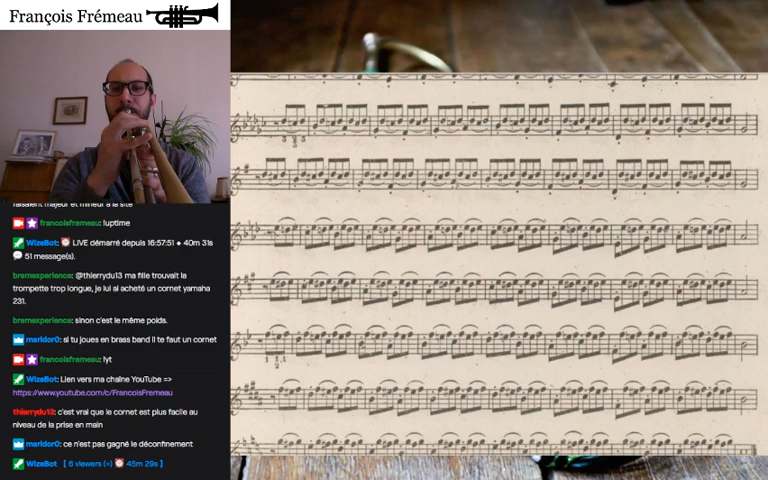 François Frémeau
faisaient majeur et mineur à la site
francoisfremeau: !uptime
WizeBot: ⏰ LIVE démarré depuis 16:57:51 ♦ 40m 31s
💬 51 message(s).
bremexperience: @thierrydu13 ma fille trouvait la
trompette trop longue, je lui ai acheté un cornet yamaha
231.
bremexperience: sinon c'est le même poids.
maridor0: si tu joues en brass band il te faut un cornet
francoisfremeau: !yt
WizeBot: Lien vers ma chaîne YouTube =>
https://www.youtube.com/c/FrancoisFremeau
thierrydu13: c'est vrai que le cornet est plus facile au
niveau de la prise en main
maridor0: ce n'est pas gagné le déconfinement
WizeBot 【 6 viewers (=) ⏰ 45m 29s 】